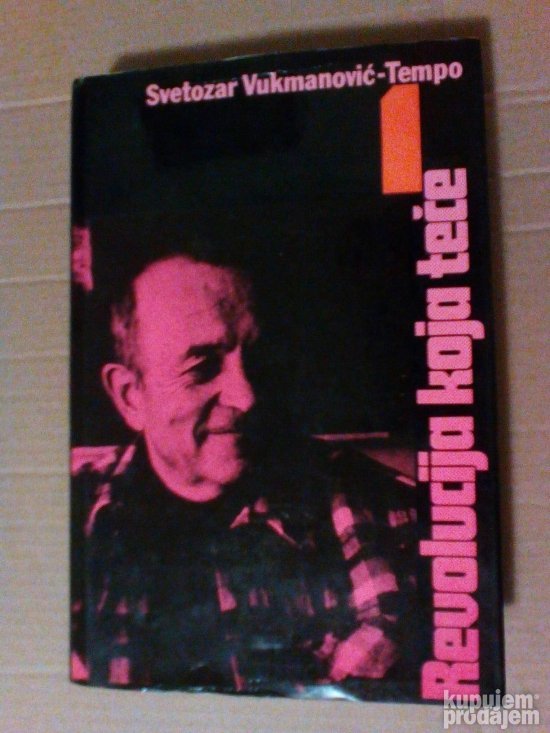 Svetozar Vukmanović-Tempo
1
Revolucija koja teče
kupujem
prodajem